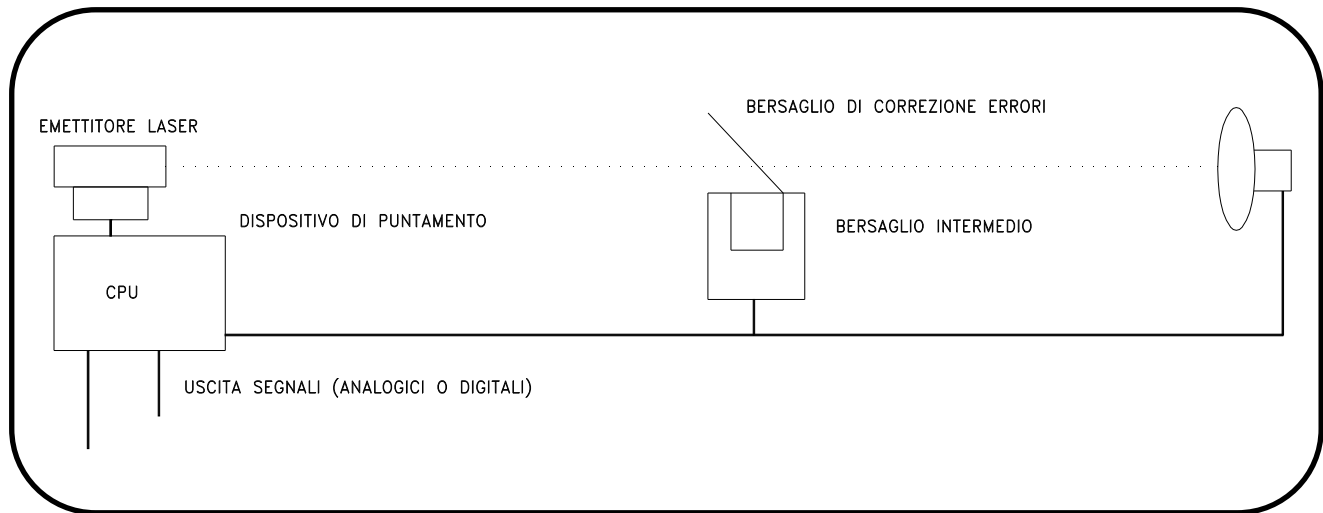 BERSAGLIO DI CORREZIONE ERRORI
EMETTITORE LASER
DISPOSITIVO DI PUNTAMENTO
BERSAGLIO INTERMEDIO
CPU
USCITA SEGNALI (ANALOGICI O DIGITALI)